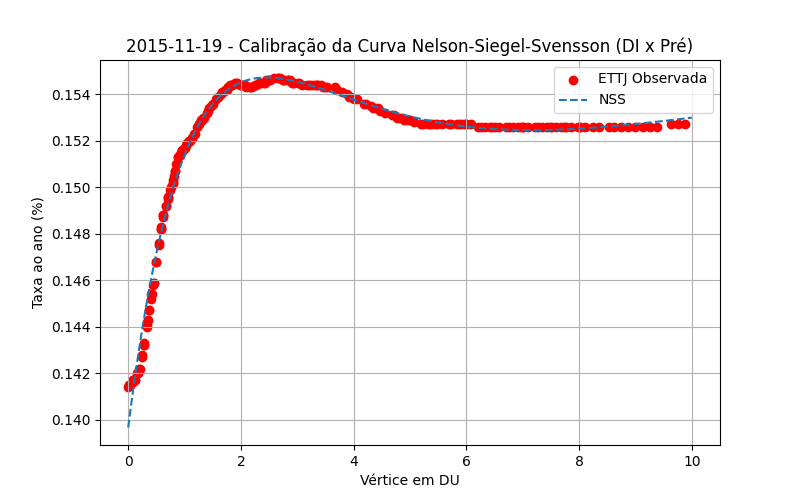 2015-11-19 - Calibração da Curva Nelson-Siegel-Svensson (DI x Pré)
ETTJ Observada
NSS
Taxa ao ano (%)
0.154
0.152
0.150
0.148
0.146
0.144
0.142
0.140
0 2 4 6 8 10
Vértice em DU